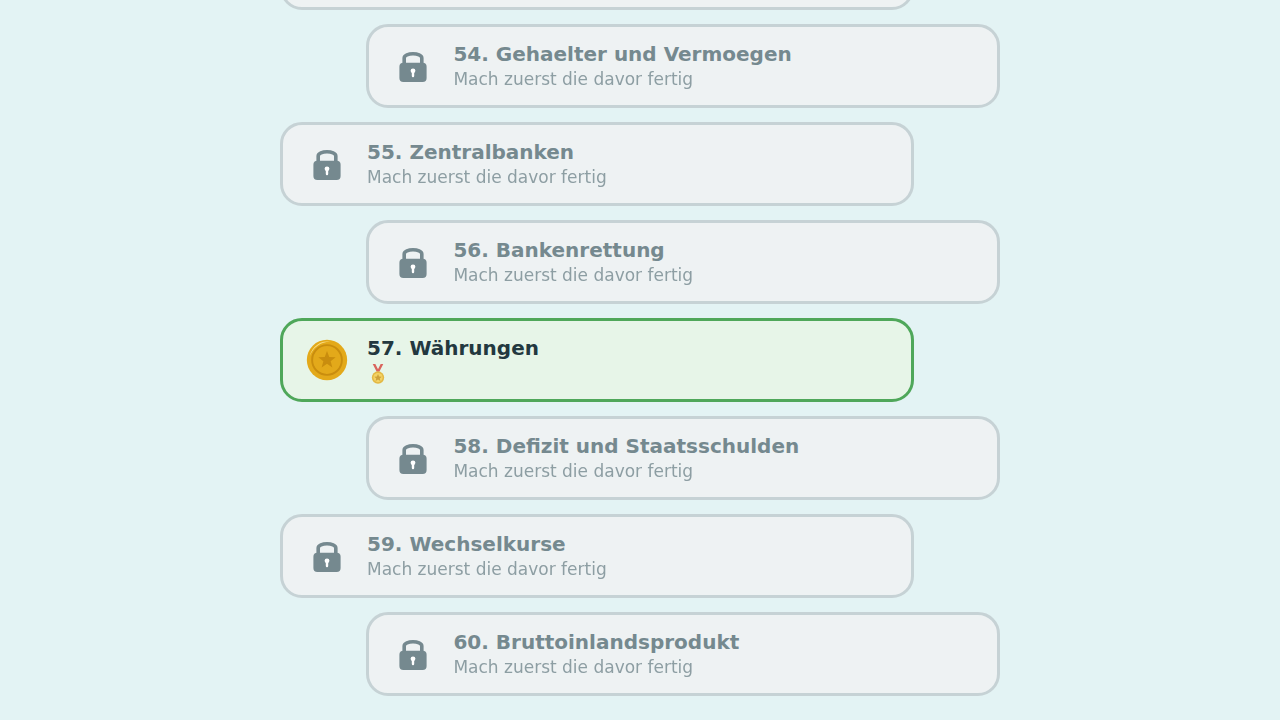 54. Gehaelter und Vermoegen
Mach zuerst die davor fertig
55. Zentralbanken
Mach zuerst die davor fertig
56. Bankenrettung
Mach zuerst die davor fertig
57. Währungen
58. Defizit und Staatsschulden
Mach zuerst die davor fertig
59. Wechselkurse
Mach zuerst die davor fertig
60. Bruttoinlandsprodukt
Mach zuerst die davor fertig